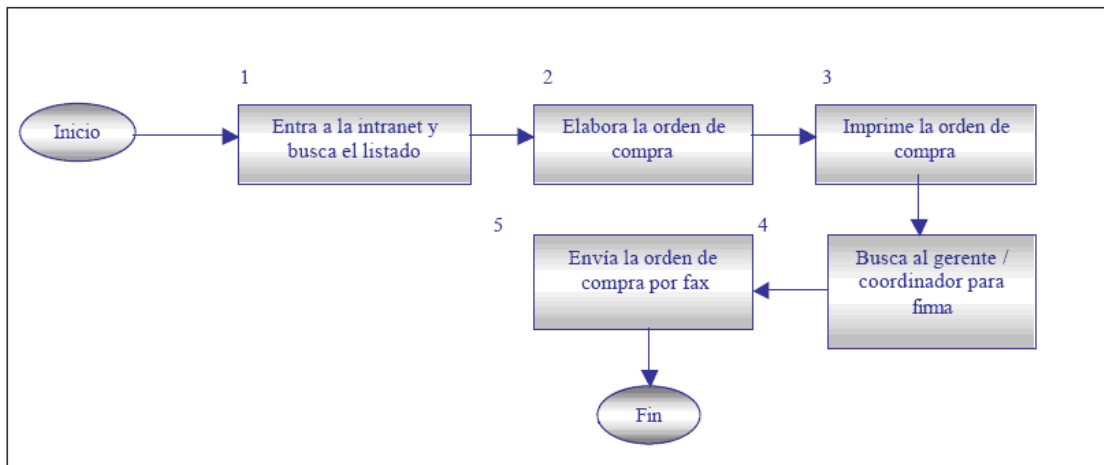 1
2
3
Inicio
Entra a la intranet y
busca el listado
Elabora la orden de
compra
Imprime la orden de
compra
4
Busca al gerente /
coordinador para
firma
5
Envía la orden de
compra por fax
Fin